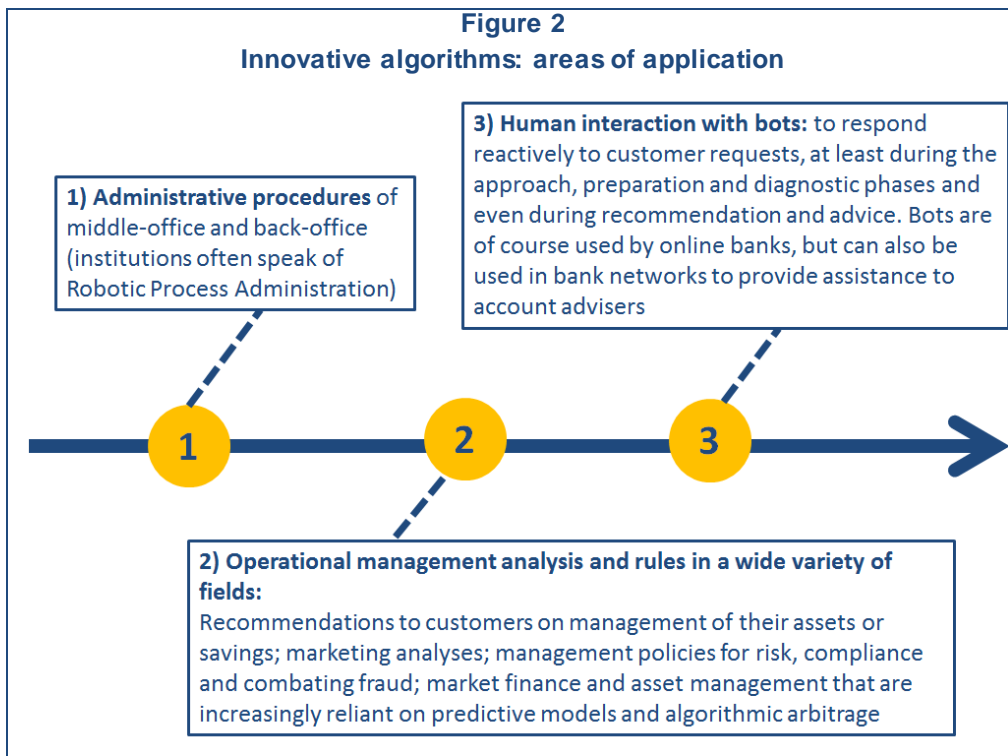 Figure 2
Innovative algorithms: areas of application
1) Administrative procedures of
middle-office and back-office
(institutions often speak of
Robotic Process Administration)
3) Human interaction with bots: to respond
reactively to customer requests, at least during the
approach, preparation and diagnostic phases and
even during recommendation and advice. Bots are
of course used by online banks, but can also be
used in bank networks to provide assistance to
account advisers
1
2
3
2) Operational management analysis and rules in a wide variety of
fields:
Recommendations to customers on management of their assets or
savings; marketing analyses; management policies for risk, compliance
and combating fraud; market finance and asset management that are
increasingly reliant on predictive models and algorithmic arbitrage